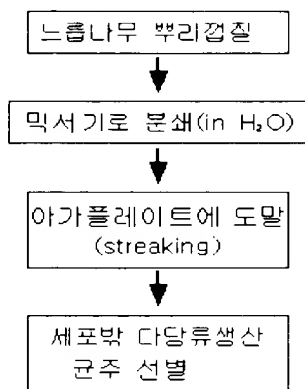 느릅나무 뿌리껍질
믹서기로 분쇄(in H₂O)
아가플레이트에 도말
(streaking)
세포밖 다당류생산
균주 선별